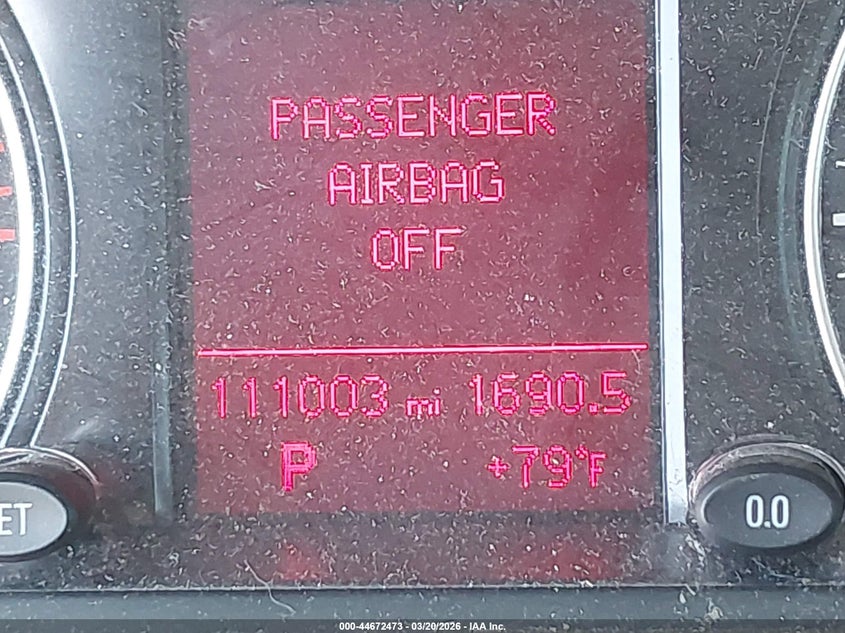 PASSENGER
AIRBAG
OFF
111003 mi 1690.5
P +79°F
ET
0.0
000-44672473 - 03/20/2026 - IAA Inc.